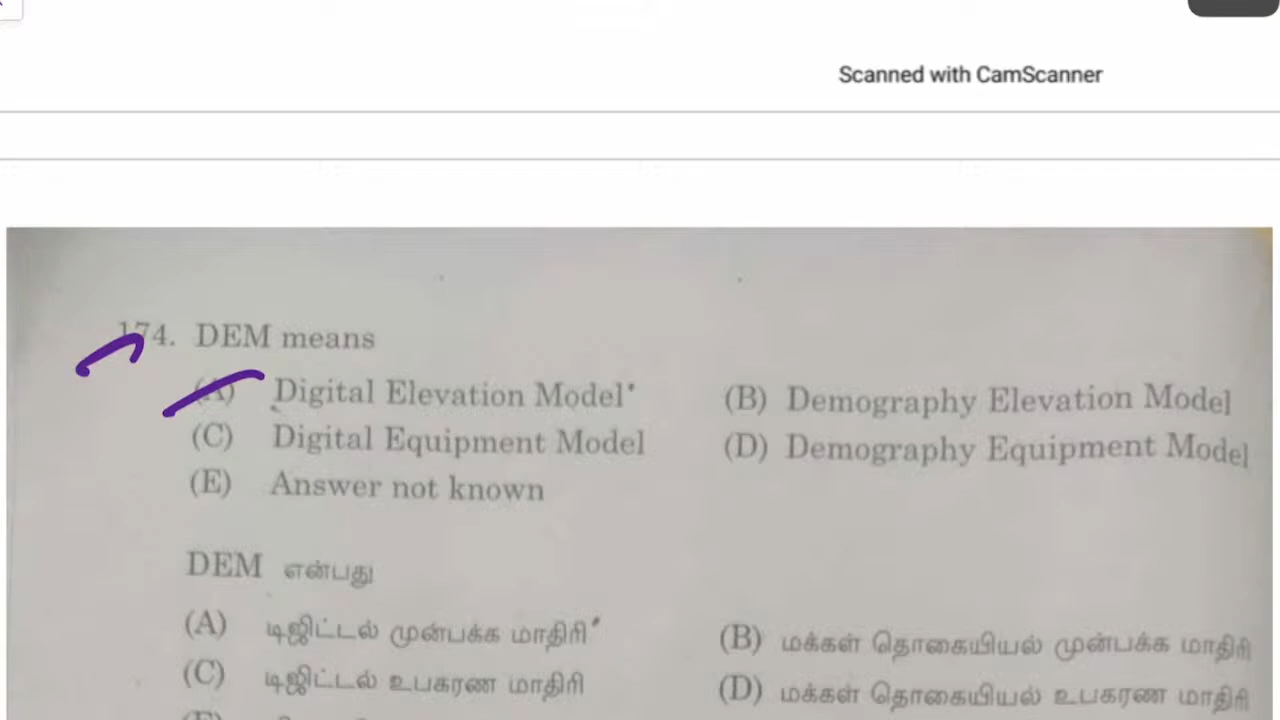 Scanned with CamScanner
174. DEM means
(A) Digital Elevation Model (B) Demography Elevation Model
(C) Digital Equipment Model (D) Demography Equipment Model
(E) Answer not known
DEM என்பது
(A) டிஜிட்டல் முன்பக்க மாதிரி (B) மக்கள் தொகையியல் முன்பக்க மாதிரி
(C) டிஜிட்டல் உபகரண மாதிரி (D) மக்கள் தொகையியல் உபகரண மாதிரி